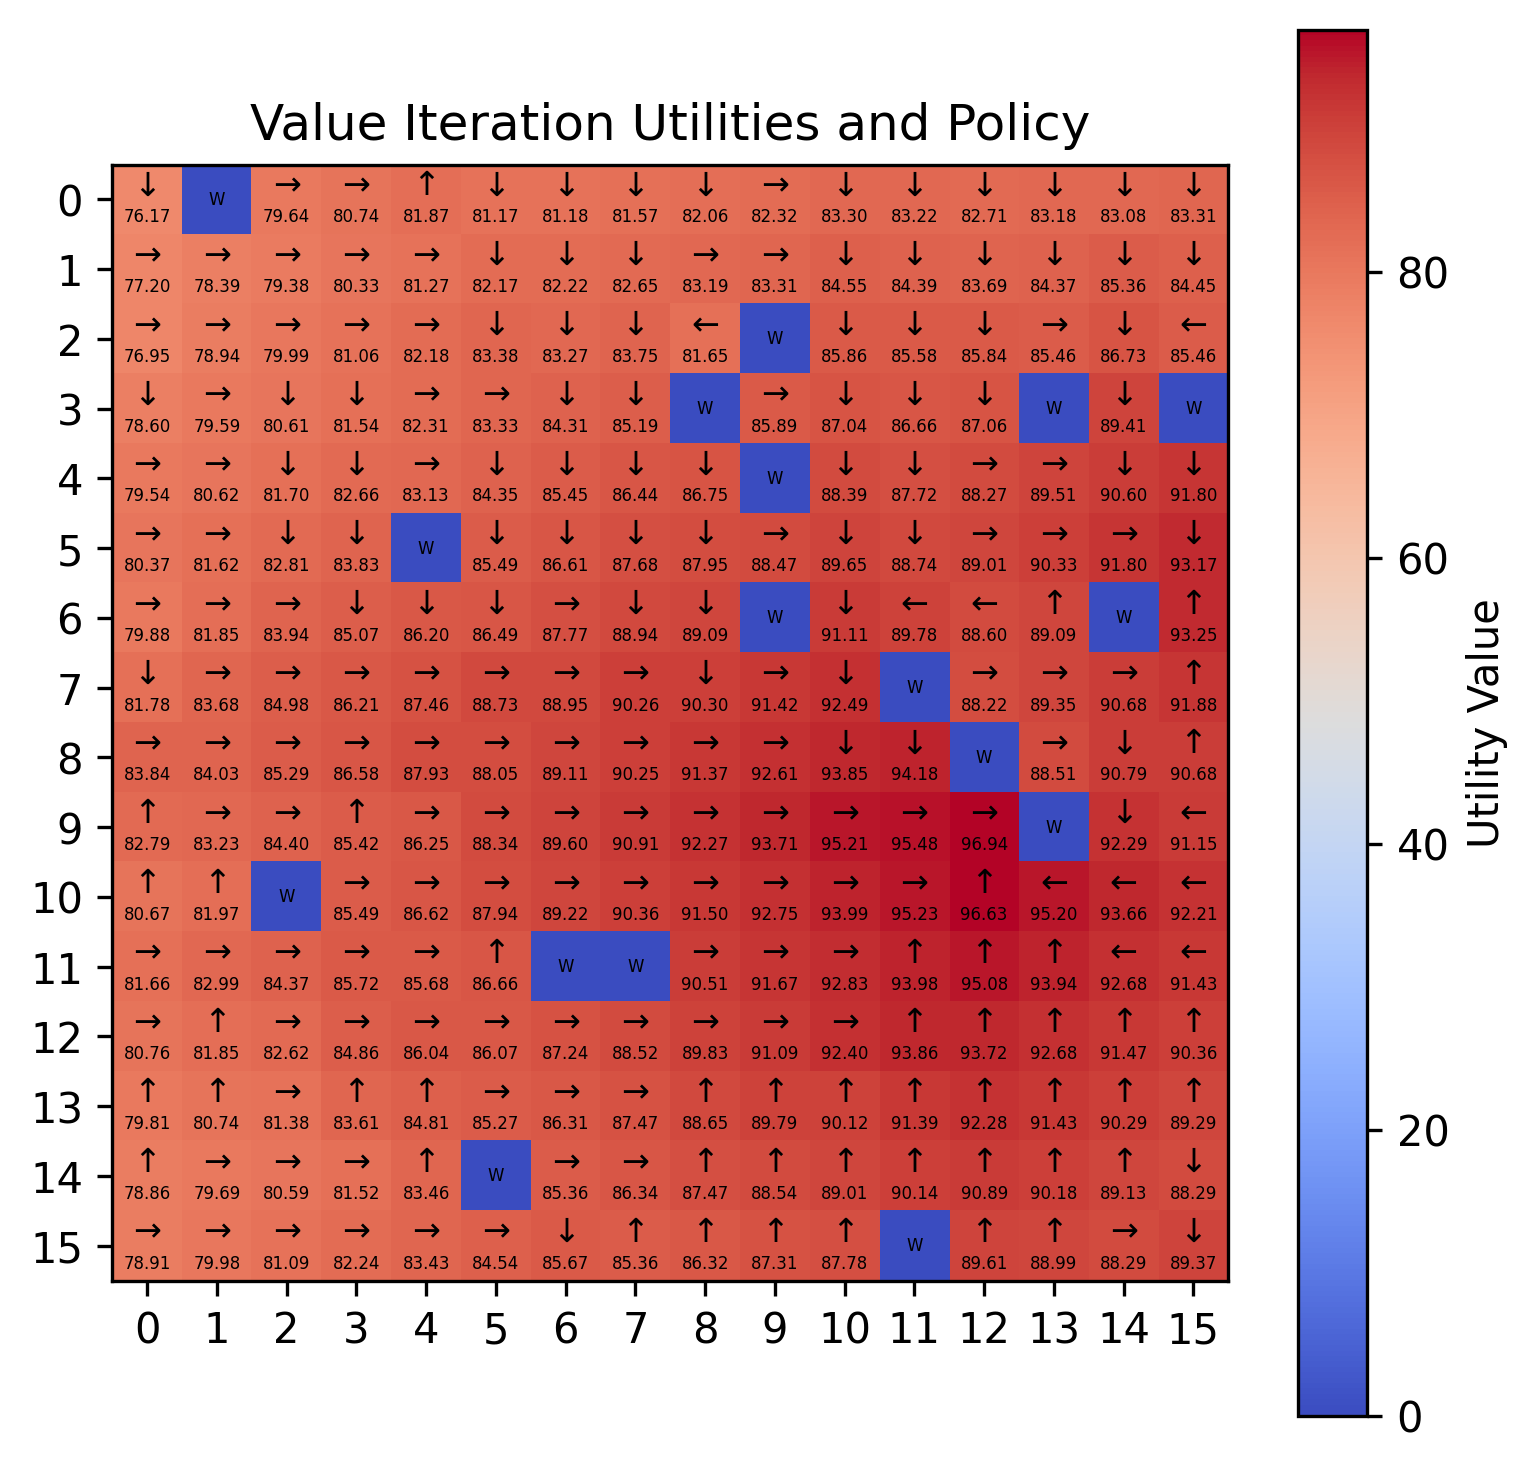 Value Iteration Utilities and Policy
0 ↓ W → → ↑ ↓ ↓ ↓ ↓ → ↓ ↓ ↓ ↓ ↓ ↓
76.17 79.64 80.74 81.87 81.17 81.18 81.57 82.06 82.32 83.30 83.22 82.71 83.18 83.08 83.31
1 → → → → → ↓ ↓ ↓ → → ↓ ↓ ↓ ↓ ↓ ↓
77.20 78.39 79.38 80.33 81.27 82.17 82.22 82.65 83.19 83.31 84.55 84.39 83.69 84.37 85.36 84.45
2 → → → → → ↓ ↓ ↓ ← W ↓ ↓ ↓ → ↓ ←
76.95 78.94 79.99 81.06 82.18 83.38 83.27 83.75 81.65 85.86 85.58 85.84 85.46 86.73 85.46
3 ↓ → ↓ ↓ → → ↓ ↓ W → ↓ ↓ ↓ W ↓ W
78.60 79.59 80.61 81.54 82.31 83.33 84.31 85.19 85.89 87.04 86.66 87.06 89.41
4 → → ↓ ↓ → ↓ ↓ ↓ ↓ W ↓ ↓ → → ↓ ↓
79.54 80.62 81.70 82.66 83.13 84.35 85.45 86.44 86.75 88.39 87.72 88.27 89.51 90.60 91.80
5 → → ↓ ↓ W ↓ ↓ ↓ ↓ → ↓ ↓ → → → ↓
80.37 81.62 82.81 83.83 85.49 86.61 87.68 87.95 88.47 89.65 88.74 89.01 90.33 91.80 93.17
6 → → → ↓ ↓ ↓ → ↓ ↓ W ↓ ← ← ↑ W ↑
79.88 81.85 83.94 85.07 86.20 86.49 87.77 88.94 89.09 91.11 89.78 88.60 89.09 93.25
7 ↓ → → → → → → → ↓ → ↓ W → → → ↑
81.78 83.68 84.98 86.21 87.46 88.73 88.95 90.26 90.30 91.42 92.49 88.22 89.35 90.68 91.88
8 → → → → → → → → → → ↓ ↓ W → ↓ ↑
83.84 84.03 85.29 86.58 87.93 88.05 89.11 90.25 91.37 92.61 93.85 94.18 88.51 90.79 90.68
9 ↑ → → ↑ → → → → → → → → → W ↓ ←
82.79 83.23 84.40 85.42 86.25 88.34 89.60 90.91 92.27 93.71 95.21 95.48 96.94 92.29 91.15
10 ↑ ↑ W → → → → → → → → → ↑ ← ← ←
80.67 81.97 85.49 86.62 87.94 89.22 90.36 91.50 92.75 93.99 95.23 96.63 95.20 93.66 92.21
11 → → → → → ↑ W W → → → ↑ ↑ ↑ ← ←
81.66 82.99 84.37 85.72 85.68 86.66 90.51 91.67 92.83 93.98 95.08 93.94 92.68 91.43
12 → ↑ → → → → → → → → → ↑ ↑ ↑ ↑ ↑
80.76 81.85 82.62 84.86 86.04 86.07 87.24 88.52 89.83 91.09 92.40 93.86 93.72 92.68 91.47 90.36
13 ↑ ↑ → ↑ ↑ → → → ↑ ↑ ↑ ↑ ↑ ↑ ↑ ↑
79.81 80.74 81.38 83.61 84.81 85.27 86.31 87.47 88.65 89.79 90.12 91.39 92.28 91.43 90.29 89.29
14 ↑ → → → ↑ W → → ↑ ↑ ↑ ↑ ↑ ↑ ↑ ↓
78.86 79.69 80.59 81.52 83.46 85.36 86.34 87.47 88.54 89.01 90.14 90.89 90.18 89.13 88.29
15 → → → → → → ↓ ↑ ↑ ↑ ↑ W ↑ ↑ → ↓
78.91 79.98 81.09 82.24 83.43 84.54 85.67 85.36 86.32 87.31 87.78 89.61 88.99 88.29 89.37
0 1 2 3 4 5 6 7 8 9 10 11 12 13 14 15
80
60
40
20
0
Utility Value